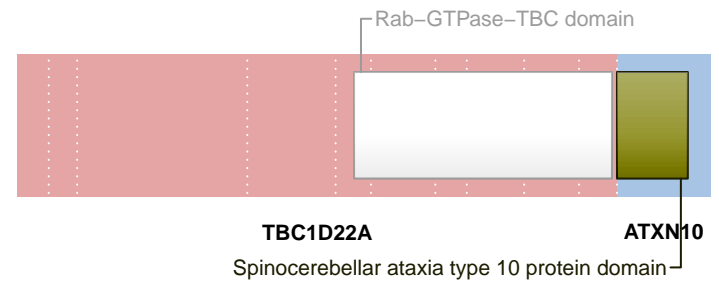 Rab−GTPase−TBC domain
TBC1D22A
ATXN10
Spinocerebellar ataxia type 10 protein domain